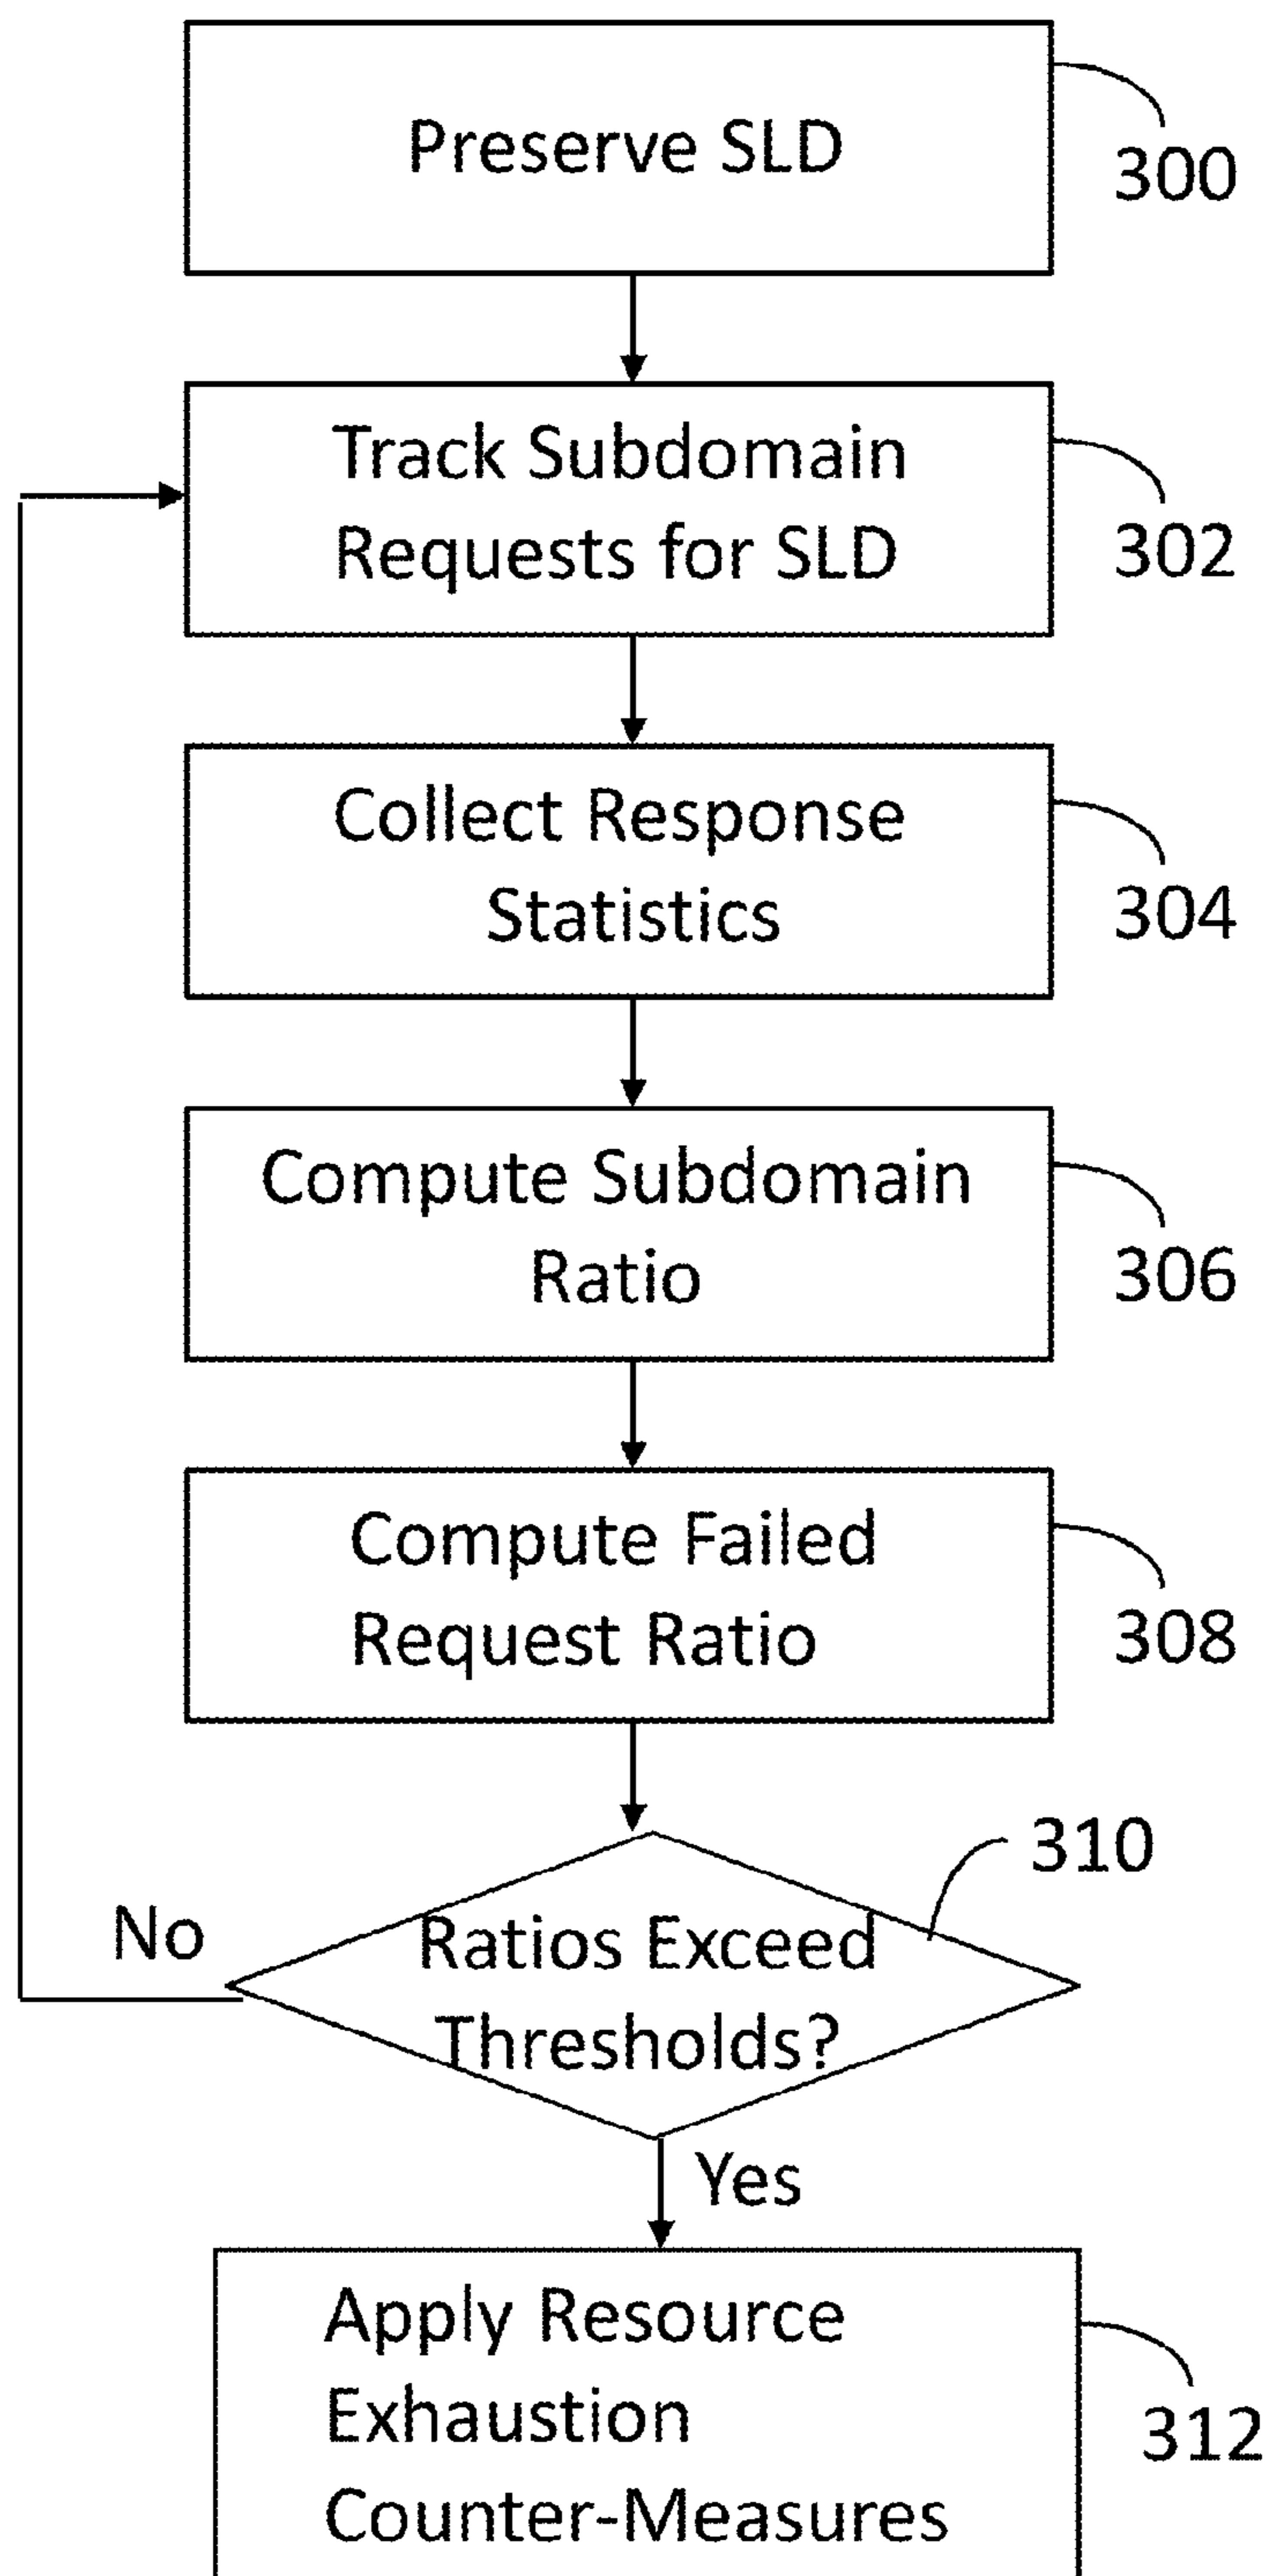 Preserve SLD
300
Track Subdomain
Requests for SLD
302
Collect Response
Statistics
304
Compute Subdomain
Ratio
306
Compute Failed
Request Ratio
308
310
No
Ratios Exceed
Thresholds?
Yes
Apply Resource
Exhaustion
Counter-Measures
312